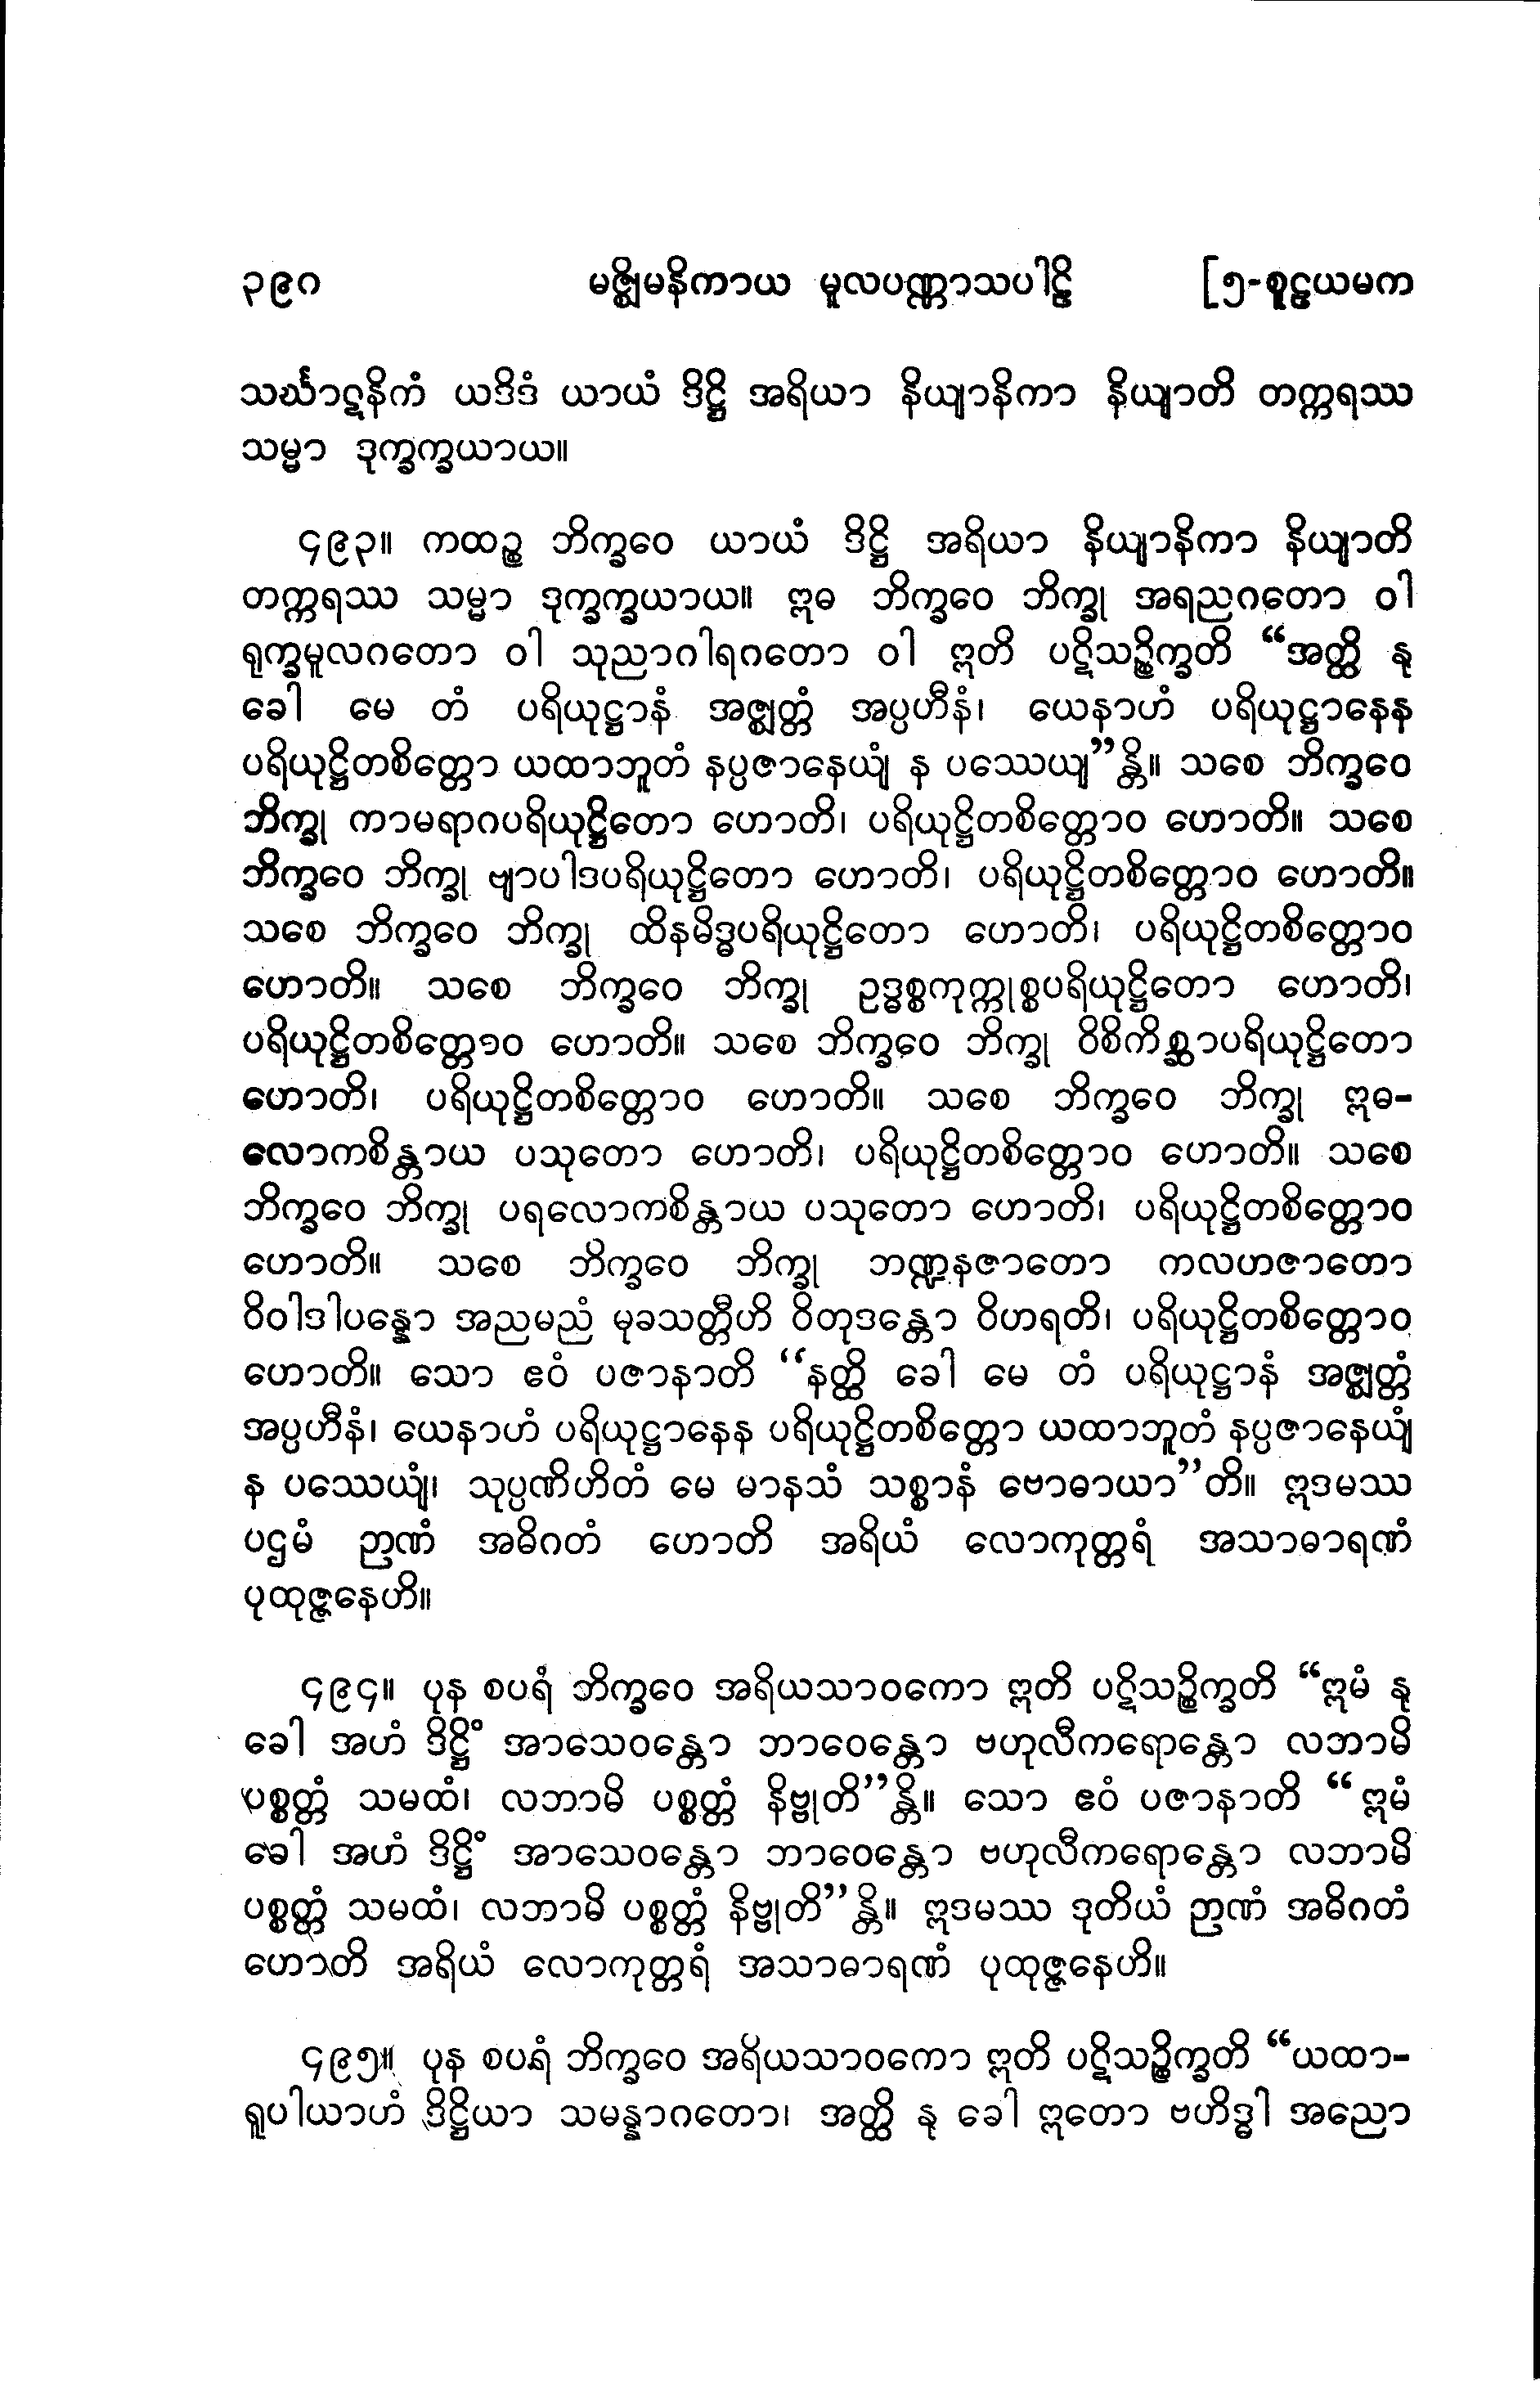 ၃၉၀ မဇ္ဈိမနိကာယ မူလပဏ္ဏာသပါဠိ [၅-စူဠယမက
သင်္ဃာဋနိကံ ယဒိဒံ ယာယံ ဒိဋ္ဌိ အရိယာ နိယျာနိကာ နိယျာတိ တက္ကရဿ
သမ္မာ ဒုက္ခက္ခယာယ။
၄၉၃။ ကထဉ္စ ဘိက္ခဝေ ယာယံ ဒိဋ္ဌိ အရိယာ နိယျာနိကာ နိယျာတိ
တက္ကရဿ သမ္မာ ဒုက္ခက္ခယာယ။ ဣဓ ဘိက္ခဝေ ဘိက္ခု အရညဂတော ဝါ
ရုက္ခမူလဂတော ဝါ သုညာဂါရဂတော ဝါ ဣတိ ပဋိသဉ္စိက္ခတိ “အတ္ထိ နု
ခေါ မေ တံ ပရိယုဋ္ဌာနံ အဇ္ဈတ္တံ အပ္ပဟီနံ၊ ယေနာဟံ ပရိယုဋ္ဌာနေန
ပရိယုဋ္ဌိတစိတ္တော ယထာဘူတံ နပ္ပဇာနေယျံ န ပဿေယျ”န္တိ။ သစေ ဘိက္ခဝေ
ဘိက္ခု ကာမရာဂပရိယုဋ္ဌိတော ဟောတိ၊ ပရိယုဋ္ဌိတစိတ္တောဝ ဟောတိ။ သစေ
ဘိက္ခဝေ ဘိက္ခု ဗျာပါဒပရိယုဋ္ဌိတော ဟောတိ၊ ပရိယုဋ္ဌိတစိတ္တောဝ ဟောတိ။
သစေ ဘိက္ခဝေ ဘိက္ခု ထိနမိဒ္ဓပရိယုဋ္ဌိတော ဟောတိ၊ ပရိယုဋ္ဌိတစိတ္တောဝ
ဟောတိ။ သစေ ဘိက္ခဝေ ဘိက္ခု ဥဒ္ဓစ္စကုက္ကုစ္စပရိယုဋ္ဌိတော ဟောတိ၊
ပရိယုဋ္ဌိတစိတ္တောဝ ဟောတိ။ သစေ ဘိက္ခဝေ ဘိက္ခု ဝိစိကိစ္ဆာပရိယုဋ္ဌိတော
ဟောတိ၊ ပရိယုဋ္ဌိတစိတ္တောဝ ဟောတိ။ သစေ ဘိက္ခဝေ ဘိက္ခု ဣဓ-
လောကစိန္တာယ ပသုတော ဟောတိ၊ ပရိယုဋ္ဌိတစိတ္တောဝ ဟောတိ။ သစေ
ဘိက္ခဝေ ဘိက္ခု ပရလောကစိန္တာယ ပသုတော ဟောတိ၊ ပရိယုဋ္ဌိတစိတ္တောဝ
ဟောတိ။ သစေ ဘိက္ခဝေ ဘိက္ခု ဘဏ္ဍနဇာတော ကလဟဇာတော
ဝိဝါဒါပန္နော အညမညံ မုခသတ္တီဟိ ဝိတုဒန္တော ဝိဟရတိ၊ ပရိယုဋ္ဌိတစိတ္တောဝ
ဟောတိ။ သော ဧဝံ ပဇာနာတိ “နတ္ထိ ခေါ မေ တံ ပရိယုဋ္ဌာနံ အဇ္ဈတ္တံ
အပ္ပဟီနံ၊ ယေနာဟံ ပရိယုဋ္ဌာနေန ပရိယုဋ္ဌိတစိတ္တော ယထာဘူတံ နပ္ပဇာနေယျံ
န ပဿေယျံ၊ သုပ္ပဏိဟိတံ မေ မာနသံ သစ္စာနံ ဗောဓာယာ”တိ။ ဣဒမဿ
ပဌမံ ဉာဏံ အဓိဂတံ ဟောတိ အရိယံ လောကုတ္တရံ အသာဓာရဏံ
ပုထုဇ္ဇနေဟိ။
၄၉၄။ ပုန စပရံ ဘိက္ခဝေ အရိယသာဝကော ဣတိ ပဋိသဉ္စိက္ခတိ “ဣမံ နု
ခေါ အဟံ ဒိဋ္ဌိံ အာသေဝန္တော ဘာဝေန္တော ဗဟုလီကရောန္တော လဘာမိ
ပစ္စတ္တံ သမထံ၊ လဘာမိ ပစ္စတ္တံ နိဗ္ဗုတိ”န္တိ။ သော ဧဝံ ပဇာနာတိ “ဣမံ
ခေါ အဟံ ဒိဋ္ဌိံ အာသေဝန္တော ဘာဝေန္တော ဗဟုလီကရောန္တော လဘာမိ
ပစ္စတ္တံ သမထံ၊ လဘာမိ ပစ္စတ္တံ နိဗ္ဗုတိ”န္တိ။ ဣဒမဿ ဒုတိယံ ဉာဏံ အဓိဂတံ
ဟောတိ အရိယံ လောကုတ္တရံ အသာဓာရဏံ ပုထုဇ္ဇနေဟိ။
၄၉၅။ ပုန စပရံ ဘိက္ခဝေ အရိယသာဝကော ဣတိ ပဋိသဉ္စိက္ခတိ “ယထာ-
ရူပါယာဟံ ဒိဋ္ဌိယာ သမန္နာဂတော၊ အတ္ထိ နု ခေါ ဣတော ဗဟိဒ္ဓါ အညော